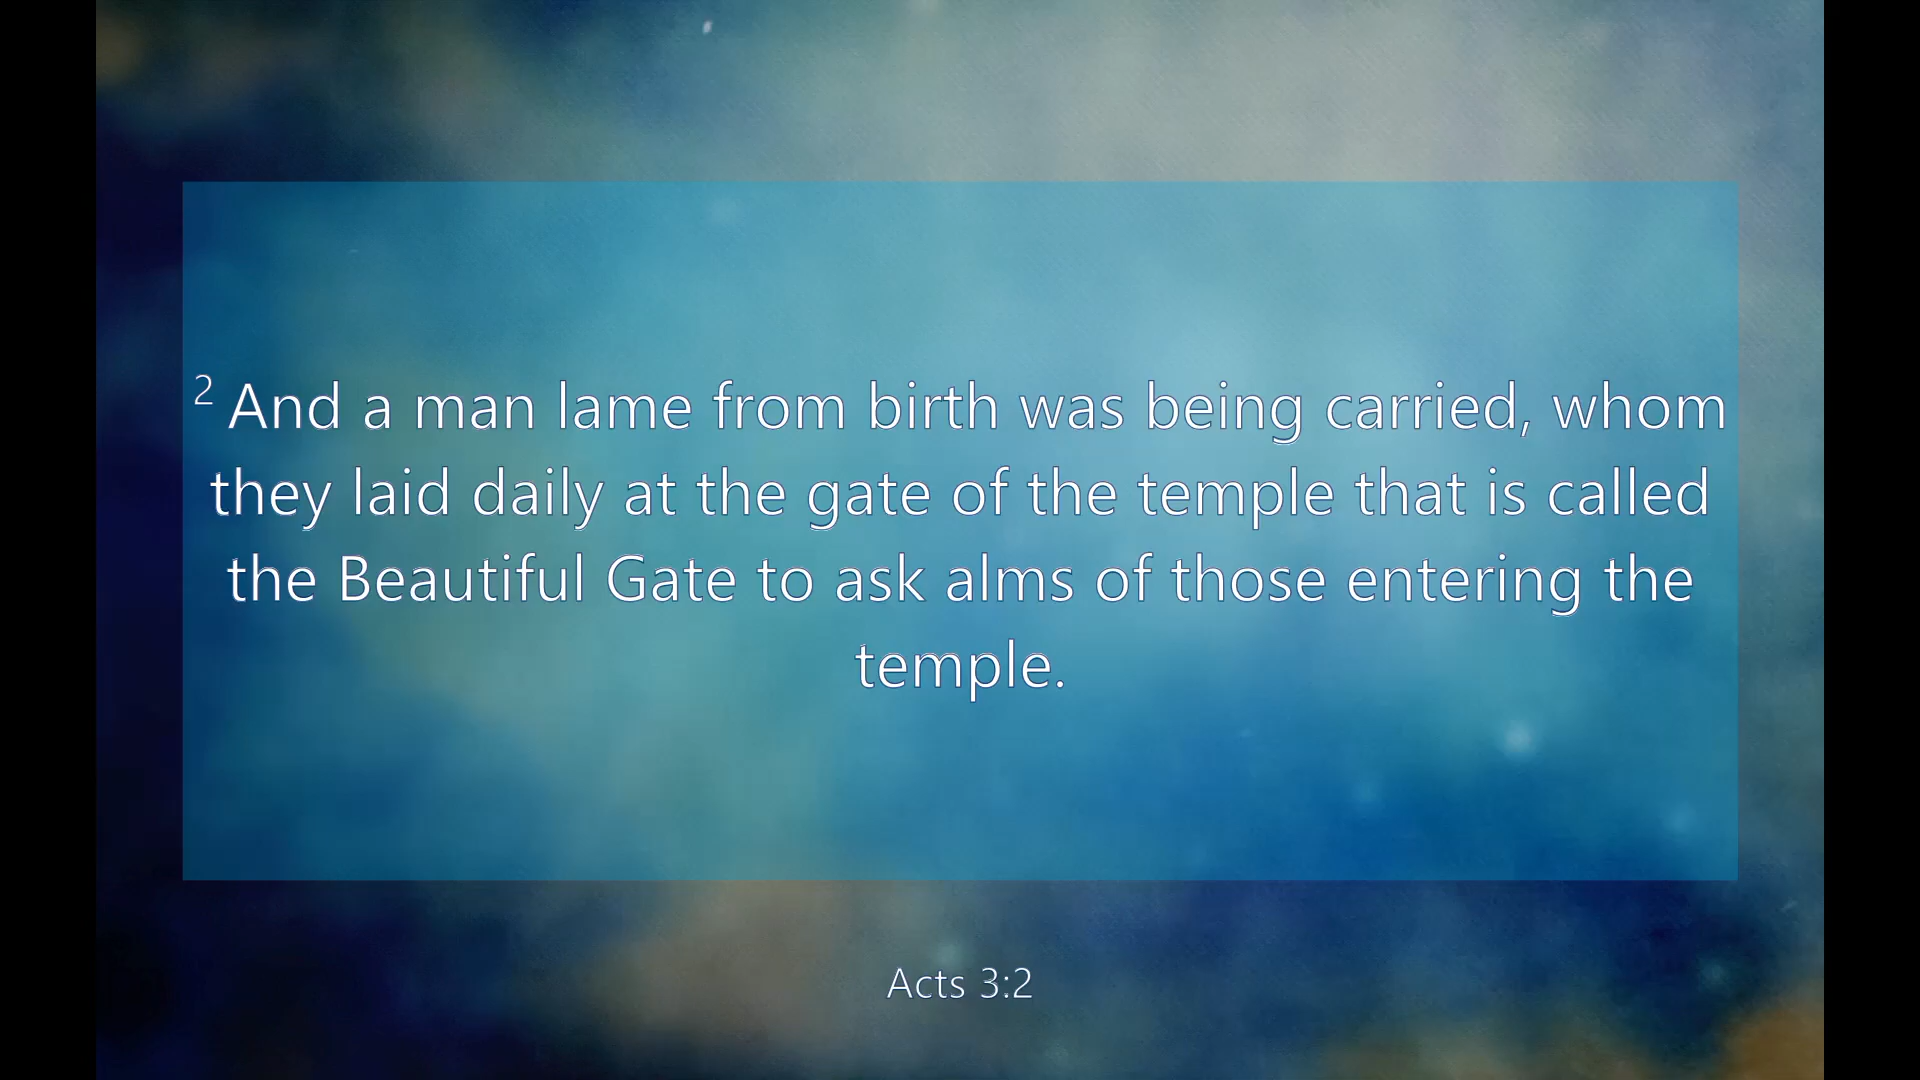 2 And a man lame from birth was being carried, whom
they laid daily at the gate of the temple that is called
the Beautiful Gate to ask alms of those entering the
temple.
Acts 3:2